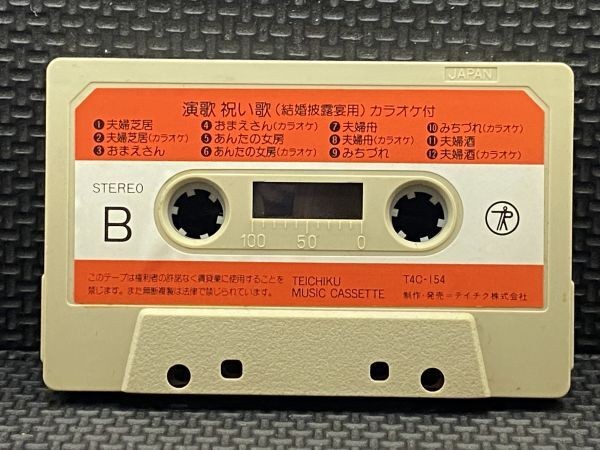 JAPAN
演歌 祝い歌(結婚披露宴用)カラオケ付
❶夫婦芝居 ❹おまえさん(カラオケ) ❼夫婦舟 ❿みちづれ(カラオケ)
❷夫婦芝居(カラオケ) ❺あんたの女房 ❽夫婦舟(カラオケ) ⓫夫婦酒
❸おまえさん ❻あんたの女房(カラオケ) ❾みちづれ ⓬夫婦酒(カラオケ)
STEREO
B
100 50 0
このテープは権利者の許諾なく賃貸業に使用することを
禁じます。また無断複製は法律で禁じられています。
TEICHIKU
MUSIC CASSETTE
T4C-154
制作・発売=テイチク株式会社